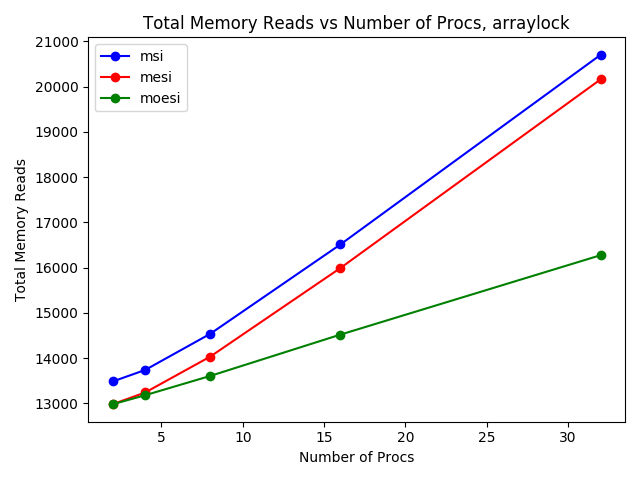 Total Memory Reads vs Number of Procs, arraylock
msi
mesi
moesi
Total Memory Reads
21000
20000
19000
18000
17000
16000
15000
14000
13000
5
10
15
20
25
30
Number of Procs